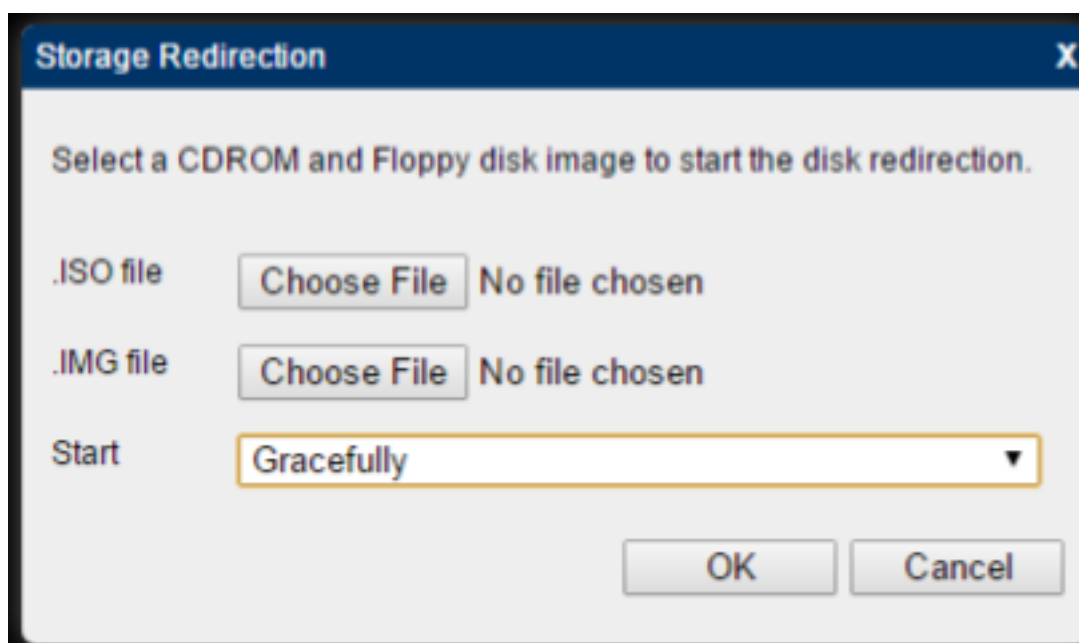 Storage Redirection X
Select a CDROM and Floppy disk image to start the disk redirection.
.ISO file Choose File No file chosen
.IMG file Choose File No file chosen
Start Gracefully ▼
OK Cancel